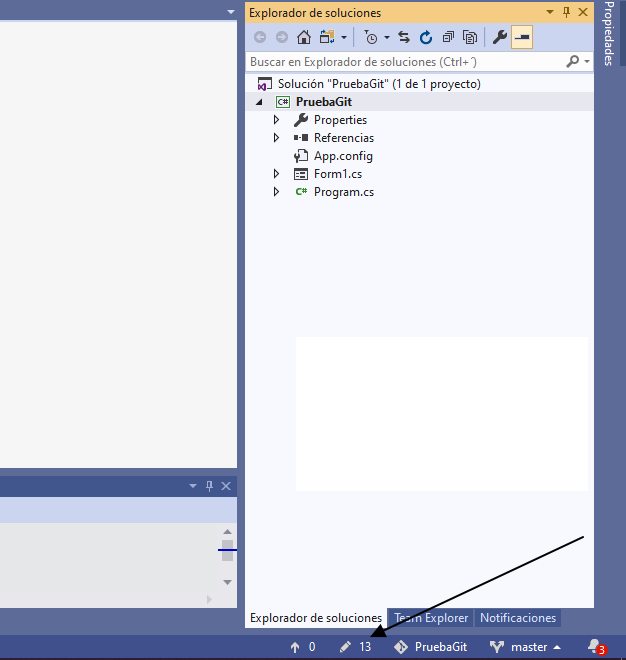 Explorador de soluciones
Propiedades
Buscar en Explorador de soluciones (Ctrl+´)
Solución "PruebaGit" (1 de 1 proyecto)
C# PruebaGit
Properties
Referencias
App.config
Form1.cs
C# Program.cs
Explorador de soluciones Team Explorer Notificaciones
0 13 PruebaGit master 3